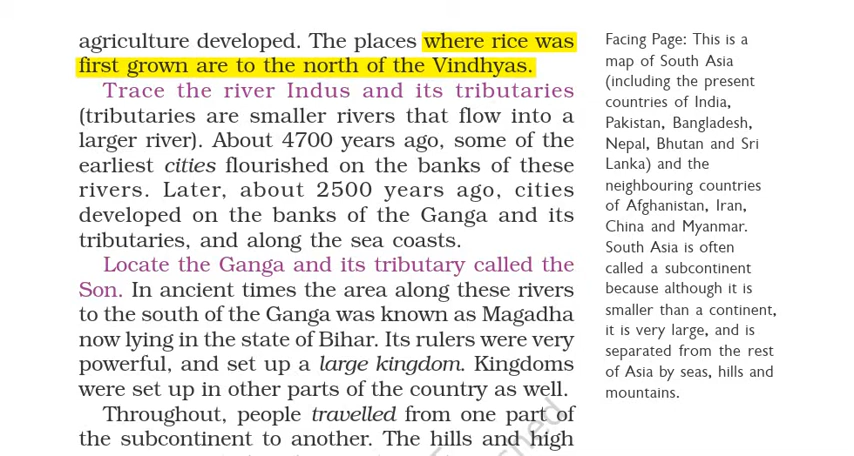 agriculture developed. The places where rice was
first grown are to the north of the Vindhyas.
Trace the river Indus and its tributaries
(tributaries are smaller rivers that flow into a
larger river). About 4700 years ago, some of the
earliest cities flourished on the banks of these
rivers. Later, about 2500 years ago, cities
developed on the banks of the Ganga and its
tributaries, and along the sea coasts.
Locate the Ganga and its tributary called the
Son. In ancient times the area along these rivers
to the south of the Ganga was known as Magadha
now lying in the state of Bihar. Its rulers were very
powerful, and set up a large kingdom. Kingdoms
were set up in other parts of the country as well.
Throughout, people travelled from one part of
the subcontinent to another. The hills and high
Facing Page: This is a
map of South Asia
(including the present
countries of India,
Pakistan, Bangladesh,
Nepal, Bhutan and Sri
Lanka) and the
neighbouring countries
of Afghanistan, Iran,
China and Myanmar.
South Asia is often
called a subcontinent
because although it is
smaller than a continent,
it is very large, and is
separated from the rest
of Asia by seas, hills and
mountains.